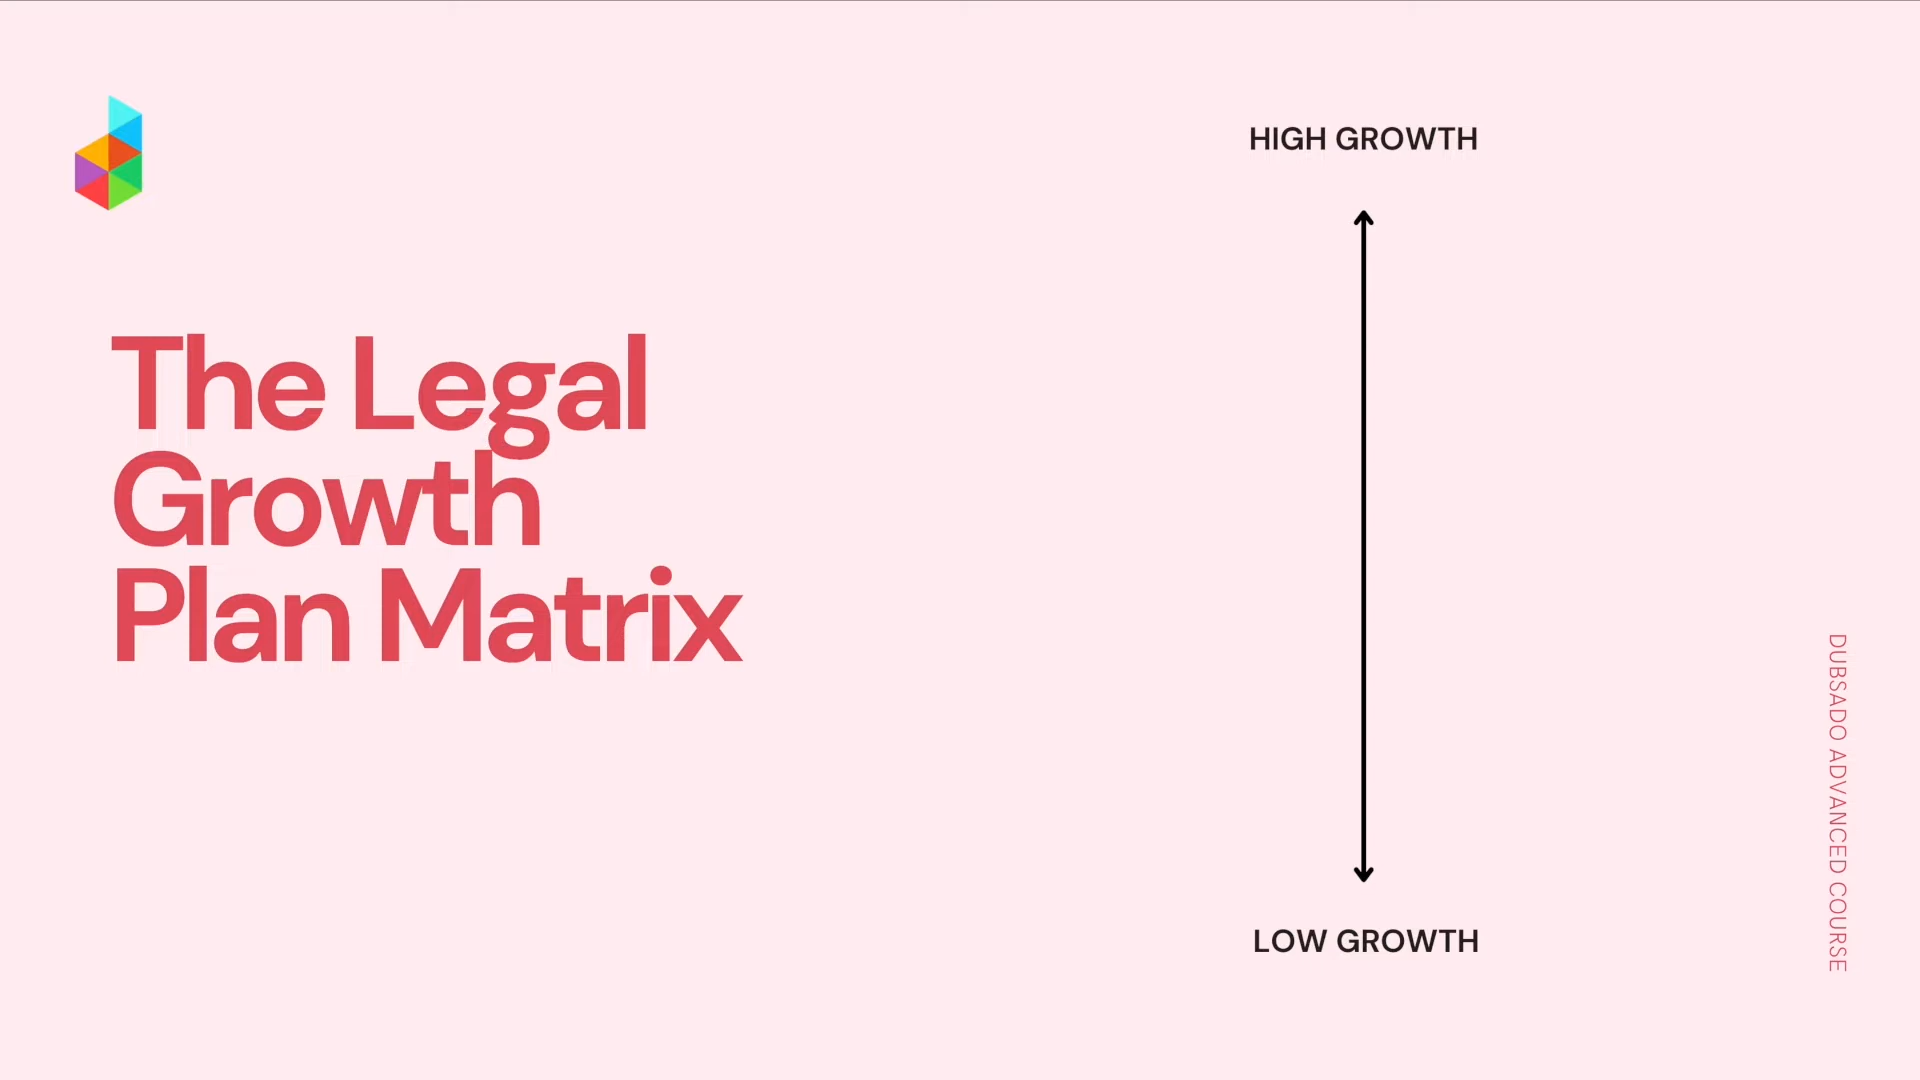 The Legal
Growth
Plan Matrix
HIGH GROWTH
LOW GROWTH
DUBSADO ADVANCED COURSE